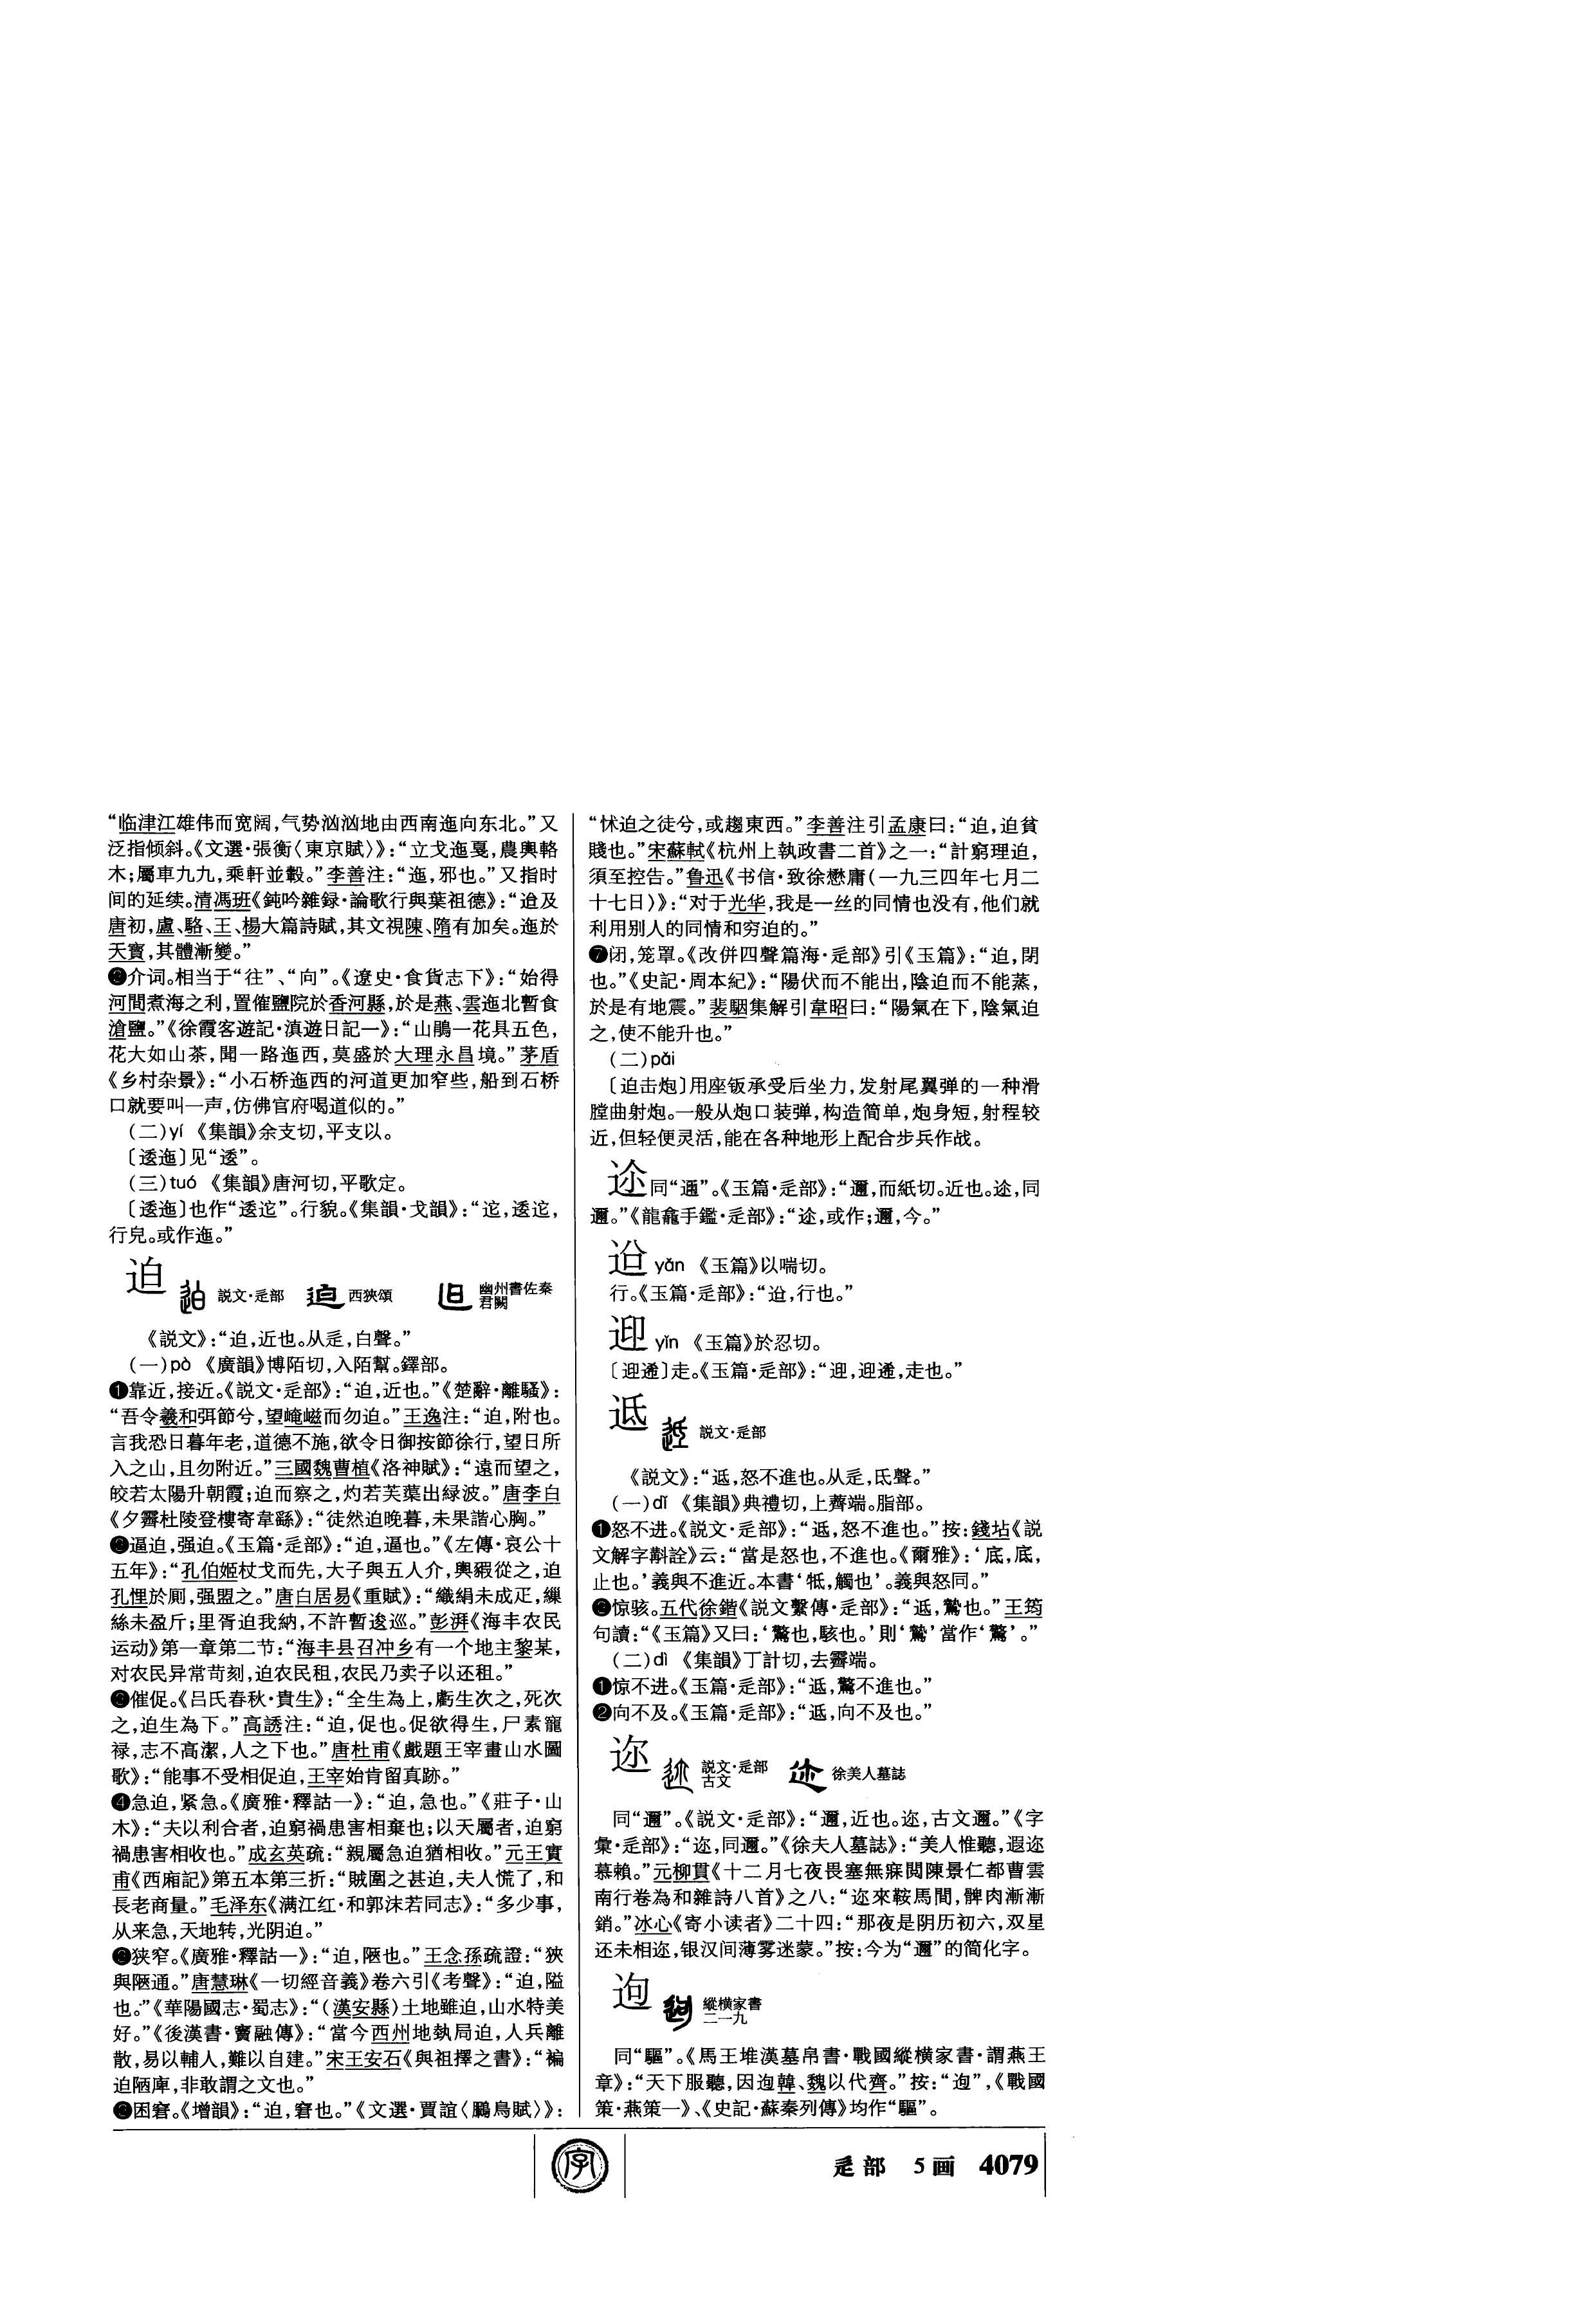 “临津江雄伟而宽阔,气势汹汹地由西南迤向东北。”又
泛指倾斜。《文選·張衡〈東京賦〉》:“立戈迤戛,農輿輅
木;屬車九九,乘軒並轂。”李善注:“迤,邪也。”又指时
间的延续。清馮班《鈍吟雜録·論歌行與葉祖德》:“迨及
唐初,盧、駱、王、楊大篇詩賦,其文視陳、隋有加矣。迤於
天寶,其體漸變。”
❷介词。相当于“往”、“向”。《遼史·食貨志下》:“始得
河間煮海之利,置催鹽院於香河縣,於是燕、雲迤北暫食
滄鹽。”《徐霞客遊記·滇遊日記一》:“山鵑一花具五色,
花大如山茶,聞一路迤西,莫盛於大理永昌境。”茅盾
《乡村杂景》:“小石桥迤西的河道更加窄些,船到石桥
口就要叫一声,仿佛官府喝道似的。”
(二)yí 《集韻》余支切,平支以。
〔逶迤〕见“逶”。
(三)tuó 《集韻》唐河切,平歌定。
〔逶迤〕也作“逶迱”。行貌。《集韻·戈韻》:“迱,逶迱,
行皃。或作迤。”
迫 説文·辵部 西狹頌 幽州書佐秦君闕
《説文》:“迫,近也。从辵,白聲。”
(一)pò 《廣韻》博陌切,入陌幫。鐸部。
❶靠近,接近。《説文·辵部》:“迫,近也。”《楚辭·離騷》:
“吾令羲和弭節兮,望崦嵫而勿迫。”王逸注:“迫,附也。
言我恐日暮年老,道德不施,欲令日御按節徐行,望日所
入之山,且勿附近。”三國魏曹植《洛神賦》:“遠而望之,
皎若太陽升朝霞;迫而察之,灼若芙蕖出緑波。”唐李白
《夕霽杜陵登樓寄韋繇》:“徒然迫晚暮,未果諧心胸。”
❷逼迫,强迫。《玉篇·辵部》:“迫,逼也。”《左傳·哀公十
五年》:“孔伯姬杖戈而先,大子與五人介,輿豭從之,迫
孔悝於厠,强盟之。”唐白居易《重賦》:“織絹未成疋,繅
絲未盈斤;里胥迫我納,不許暫逡巡。”彭湃《海丰农民
运动》第一章第二节:“海丰县召冲乡有一个地主黎某,
对农民异常苛刻,迫农民租,农民乃卖子以还租。”
❸催促。《吕氏春秋·貴生》:“全生為上,虧生次之,死次
之,迫生為下。”高誘注:“迫,促也。促欲得生,尸素寵
禄,志不高潔,人之下也。”唐杜甫《戲題王宰畫山水圖
歌》:“能事不受相促迫,王宰始肯留真跡。”
❹急迫,紧急。《廣雅·釋詁一》:“迫,急也。”《莊子·山
木》:“夫以利合者,迫窮禍患害相棄也;以天屬者,迫窮
禍患害相收也。”成玄英疏:“親屬急迫猶相收。”元王實
甫《西廂記》第五本第三折:“賊圍之甚迫,夫人慌了,和
長老商量。”毛泽东《满江红·和郭沫若同志》:“多少事,
从来急,天地转,光阴迫。”
❺狭窄。《廣雅·釋詁一》:“迫,陿也。”王念孫疏證:“狹
與陿通。”唐慧琳《一切經音義》卷六引《考聲》:“迫,隘
也。”《華陽國志·蜀志》:“(漢安縣)土地雖迫,山水特美
好。”《後漢書·竇融傳》:“當今西州地埶局迫,人兵離
散,易以輔人,難以自建。”宋王安石《與祖擇之書》:“褊
迫陋庳,非敢謂之文也。”
❻困窘。《增韻》:“迫,窘也。”《文選·賈誼〈鵩鳥賦〉》:
“怵迫之徒兮,或趨東西。”李善注引孟康曰:“迫,迫貧
賤也。”宋蘇軾《杭州上執政書二首》之一:“計窮理迫,
須至控告。”鲁迅《书信·致徐懋庸(一九三四年七月二
十七日)》:“对于光华,我是一丝的同情也没有,他们就
利用别人的同情和穷迫的。”
❼闭,笼罩。《改併四聲篇海·辵部》引《玉篇》:“迫,閉
也。”《史記·周本紀》:“陽伏而不能出,陰迫而不能蒸,
於是有地震。”裴駰集解引韋昭曰:“陽氣在下,陰氣迫
之,使不能升也。”
(二)pǎi
〔迫击炮〕用座钣承受后坐力,发射尾翼弹的一种滑
膛曲射炮。一般从炮口装弹,构造简单,炮身短,射程较
近,但轻便灵活,能在各种地形上配合步兵作战。
迩同“邇”。《玉篇·辵部》:“邇,而紙切。近也。迩,同
邇。”《龍龕手鑑·辵部》:“迩,或作;邇,今。”
𨒄 yǎn 《玉篇》以喘切。
行。《玉篇·辵部》:“𨒄,行也。”
迎 yǐn 《玉篇》於忍切。
走。《玉篇·辵部》:走也。”
迡 説文·辵部
《説文》:“怒不進也。从辵,氐聲。”
(一)dǐ 《集韻》典禮切,上薺端。脂部。
❶怒不进。《説文·辵部》:“怒不進也。”按:錢坫《説
文解字斠詮》云:“當是怒也,不進也。《爾雅》:‘底,底,
止也。’義與不進近。本書‘牴,觸也’。義與怒同。”
❷惊骇。五代徐鍇《説文繫傳·辵部》:“鷙也。”王筠
句讀:“《玉篇》又曰:‘驚也,駭也。’則‘鷙’當作‘驚’。”
(二)dì 《集韻》丁計切,去霽端。
❶惊不进。《玉篇·辵部》:“驚不進也。”
❷向不及。《玉篇·辵部》:“向不及也。”
迩 説文·辵部古文 徐美人墓誌
同“邇”。《説文·辵部》:“邇,近也。迩,古文邇。”《字
彙·辵部》:“迩,同邇。”《徐夫人墓誌》:“美人惟聽,遐迩
慕賴。”元柳貫《十二月七夜畏塞無寐閲陳景仁都曹雲
南行卷為和雜詩八首》之八:“迩來鞍馬間,髀肉漸漸
銷。”冰心《寄小读者》二十四:“那夜是阴历初六,双星
还未相迩,银汉间薄雾迷蒙。”按:今为“邇”的简化字。
迿 縱横家書二一九
同“驅”。《馬王堆漢墓帛書·戰國縱横家書·謂燕王
章》:“天下服聽,因迿韓、魏以代齊。”按:“迿”,《戰國
策·燕策一》、《史記·蘇秦列傳》均作“驅”。
字
辵部 5画 4079